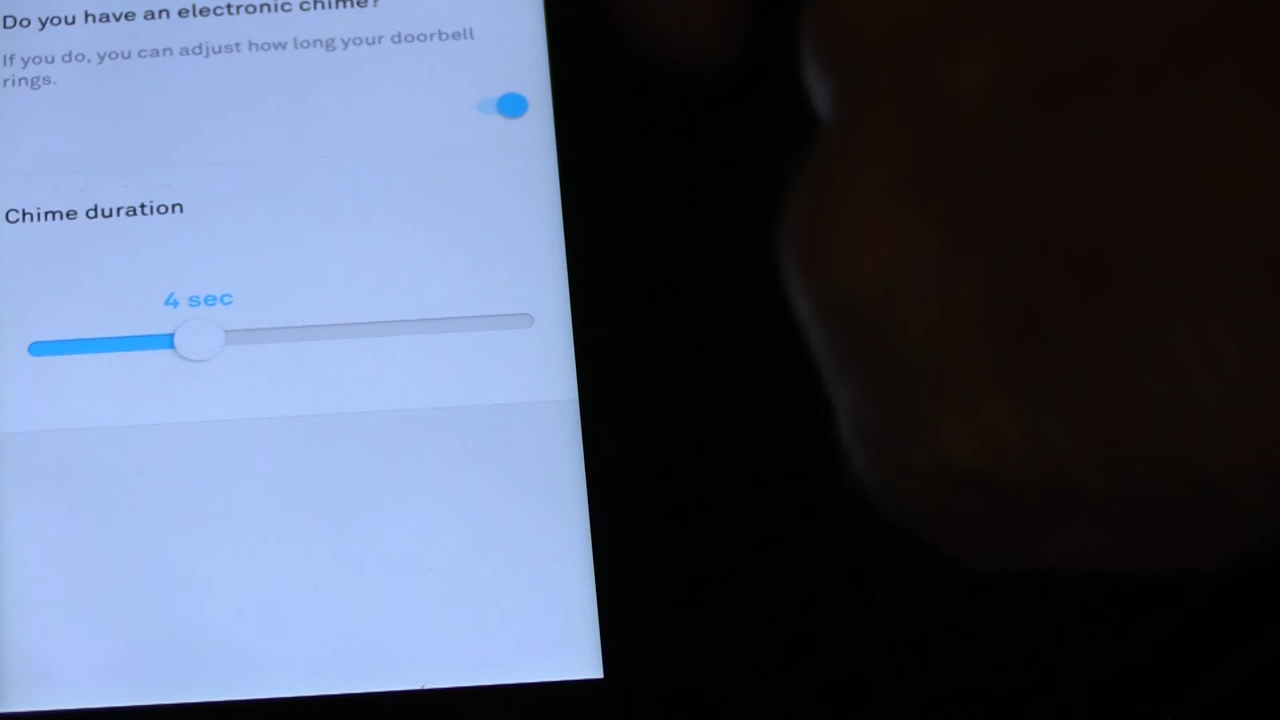 Do you have an electronic chime?
If you do, you can adjust how long your doorbell
rings.
Chime duration
4 sec